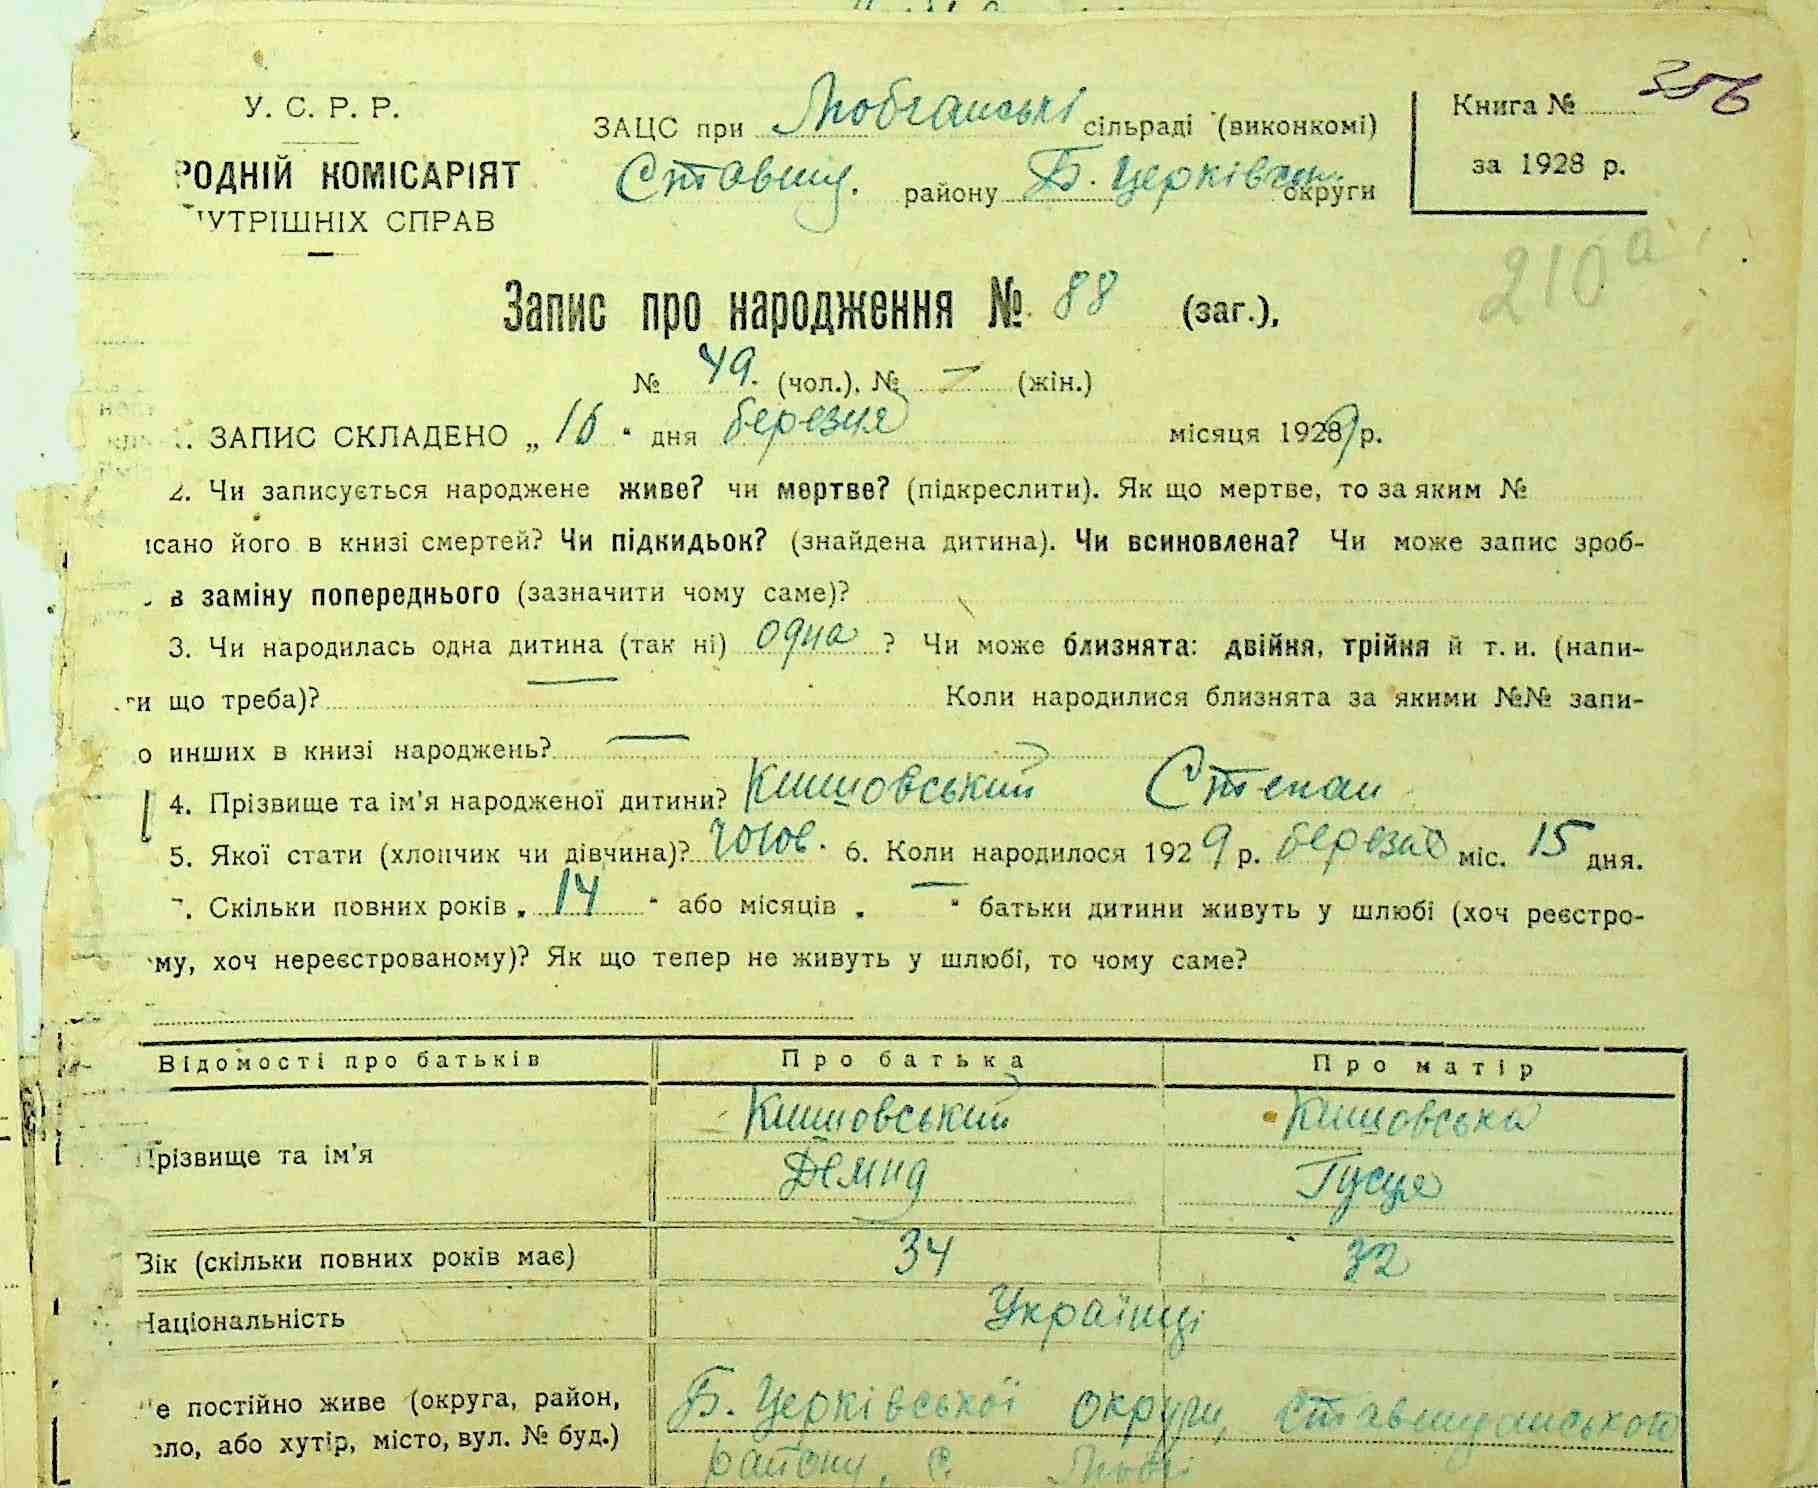 У. С. Р. Р.
РОДНІЙ КОМІСАРІЯТ
УТРІШНІХ СПРАВ
ЗАЦС при сільраді (виконкомі)
Ставищ. району Б. Церківськ. округи
Книга № 356
за 1928 р.
210а
Запис про народження № 88 (заг.),
№ 49. (чол.), № — (жін.)
1. ЗАПИС СКЛАДЕНО „16“ дня березня місяця 1929 р.
2. Чи записується народжене живе? чи мертве? (підкреслити). Як що мертве, то за яким №
исано його в книзі смертей? Чи підкидьок? (знайдена дитина). Чи всиновлена? Чи може запис зроб-
в заміну попереднього (зазначити чому саме)?
3. Чи народилась одна дитина (так ні) одна ? Чи може близнята: двійня, трійня й т. и. (напи-
ти що треба)? — Коли народилися близнята за якими №№ запи-
о инших в книзі народжень? —
4. Прізвище та ім'я народженої дитини? Кишовський Степан
5. Якої стати (хлопчик чи дівчина)? чолов. 6. Коли народилося 1929 р. березня міс. 15 дня.
7. Скільки повних років „ 14 “ або місяців „ — “ батьки дитини живуть у шлюбі (хоч реєстро-
му, хоч нереєстрованому)? Як що тепер не живуть у шлюбі, то чому саме?
Відомості про батьків Про батька Про матір
Прізвище та ім'я Кишовський Кишовська
Демид Гусця
Вік (скільки повних років має) 34 32
Національність Українці
е постійно живе (округа, район, Б. Церківської округи, Ставищанського
ло, або хутір, місто, вул. № буд.) району, с.